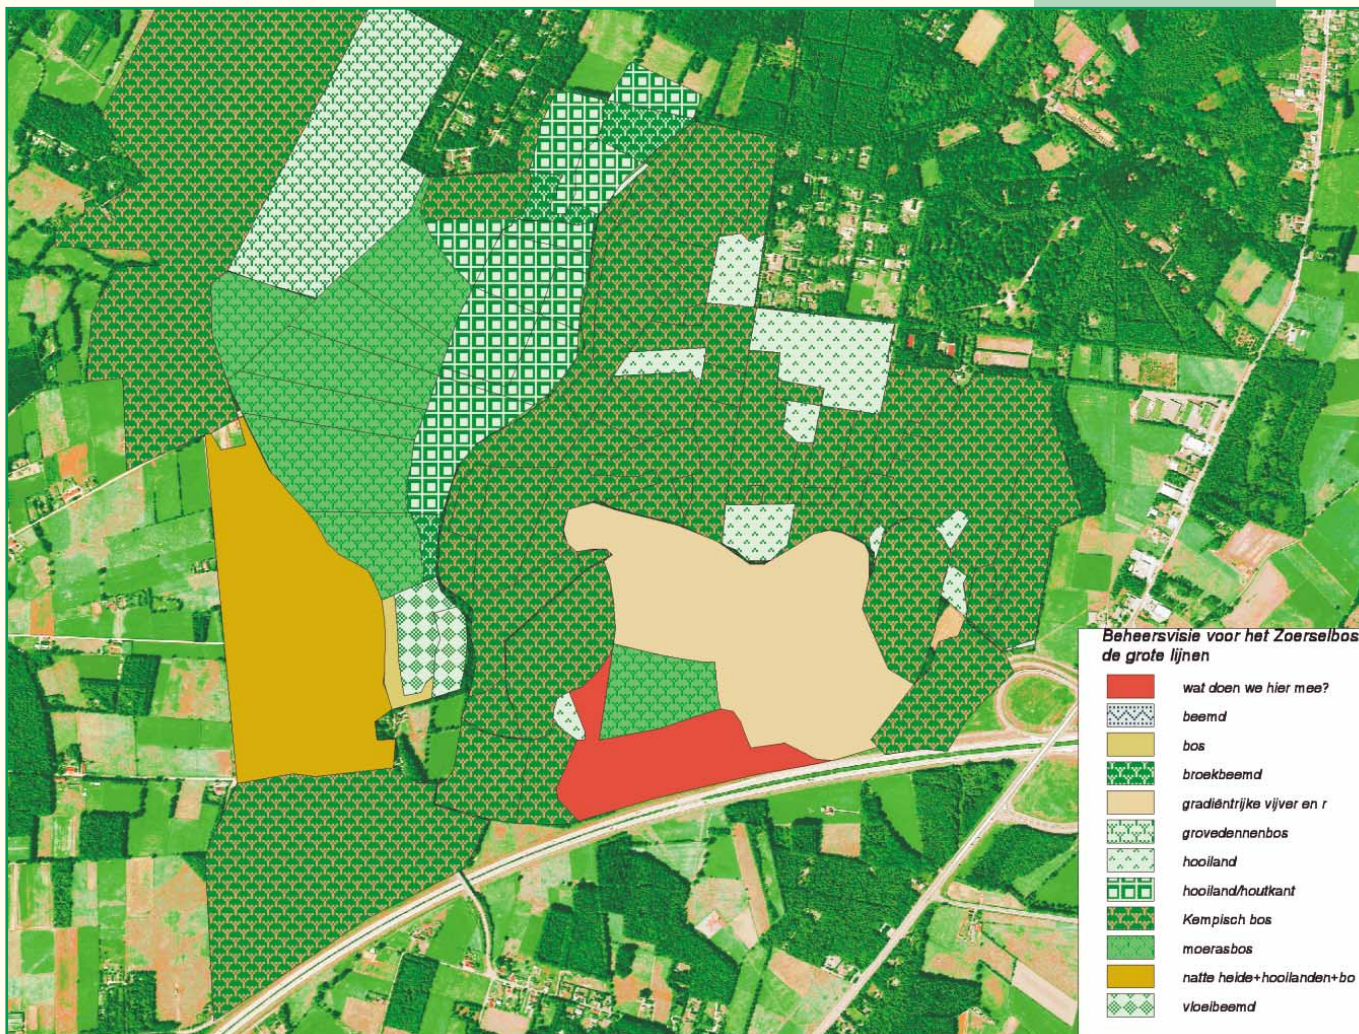 Beheersvisie voor het Zoerselbos
de grote lijnen
wat doen we hier mee?
beemd
bos
broekbeemd
gradiëntrijke vijver en r
grovedennenbos
hooiland
hooiland/houtkant
Kempisch bos
moerasbos
natte heide+hooilanden+bo
vloeibeemd